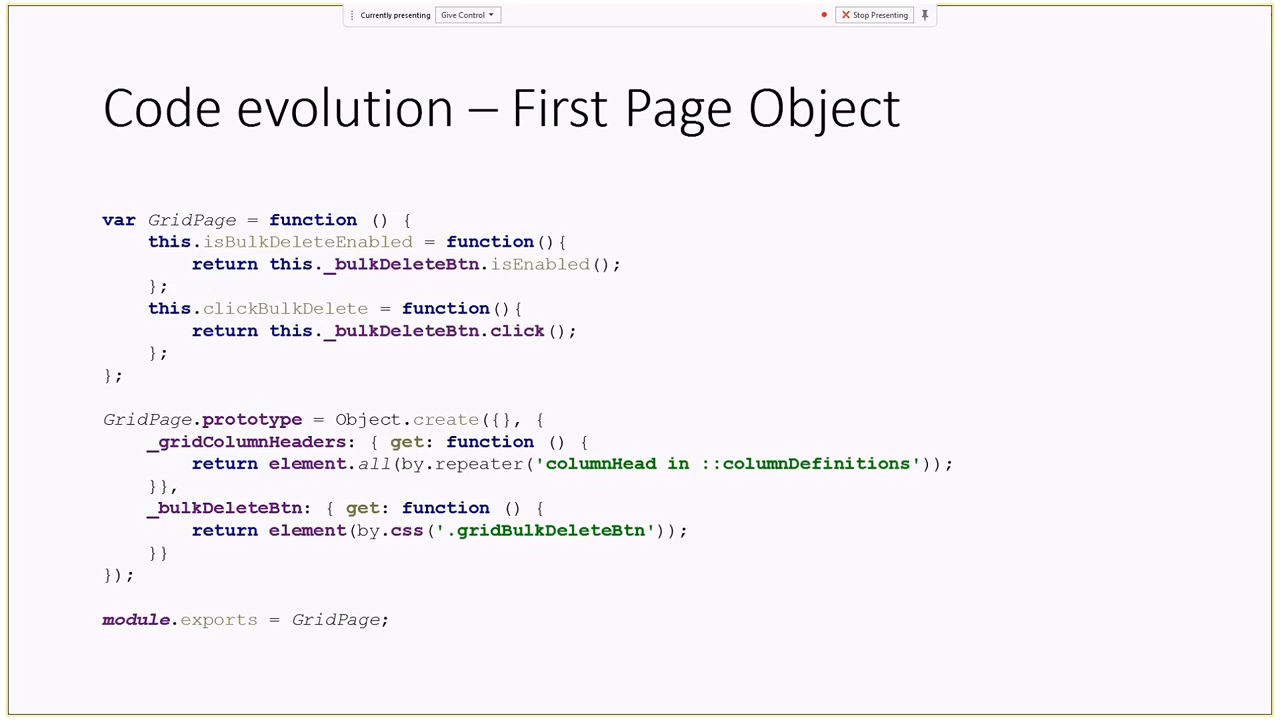 Currently presenting Give Control Stop Presenting
Code evolution – First Page Object
var GridPage = function () {
    this.isBulkDeleteEnabled = function(){
        return this._bulkDeleteBtn.isEnabled();
    };
    this.clickBulkDelete = function(){
        return this._bulkDeleteBtn.click();
    };
};
GridPage.prototype = Object.create({}, {
    _gridColumnHeaders: { get: function () {
        return element.all(by.repeater('columnHead in ::columnDefinitions'));
    }},
    _bulkDeleteBtn: { get: function () {
        return element(by.css('.gridBulkDeleteBtn'));
    }}
});
module.exports = GridPage;